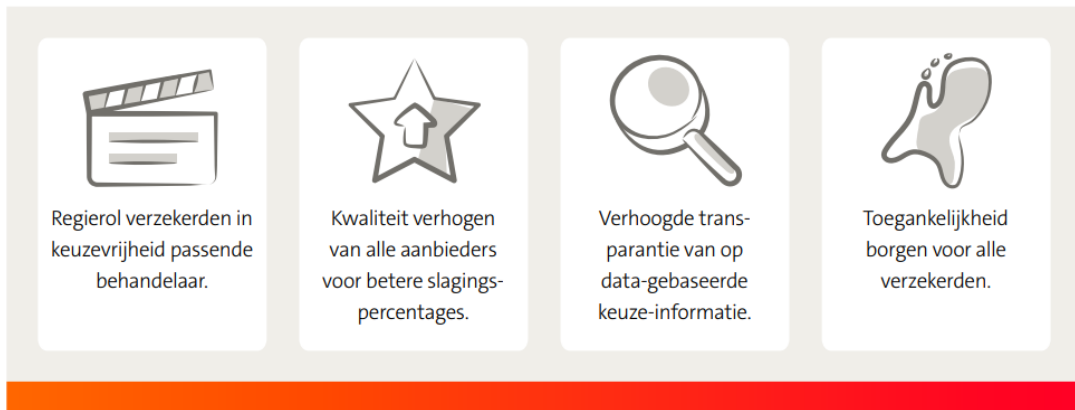 Regierol verzekerden in
keuzevrijheid passende
behandelaar.
Kwaliteit verhogen
van alle aanbieders
voor betere slagings-
percentages.
Verhoogde trans-
parantie van op
data-gebaseerde
keuze-informatie.
Toegankelijkheid
borgen voor alle
verzekerden.